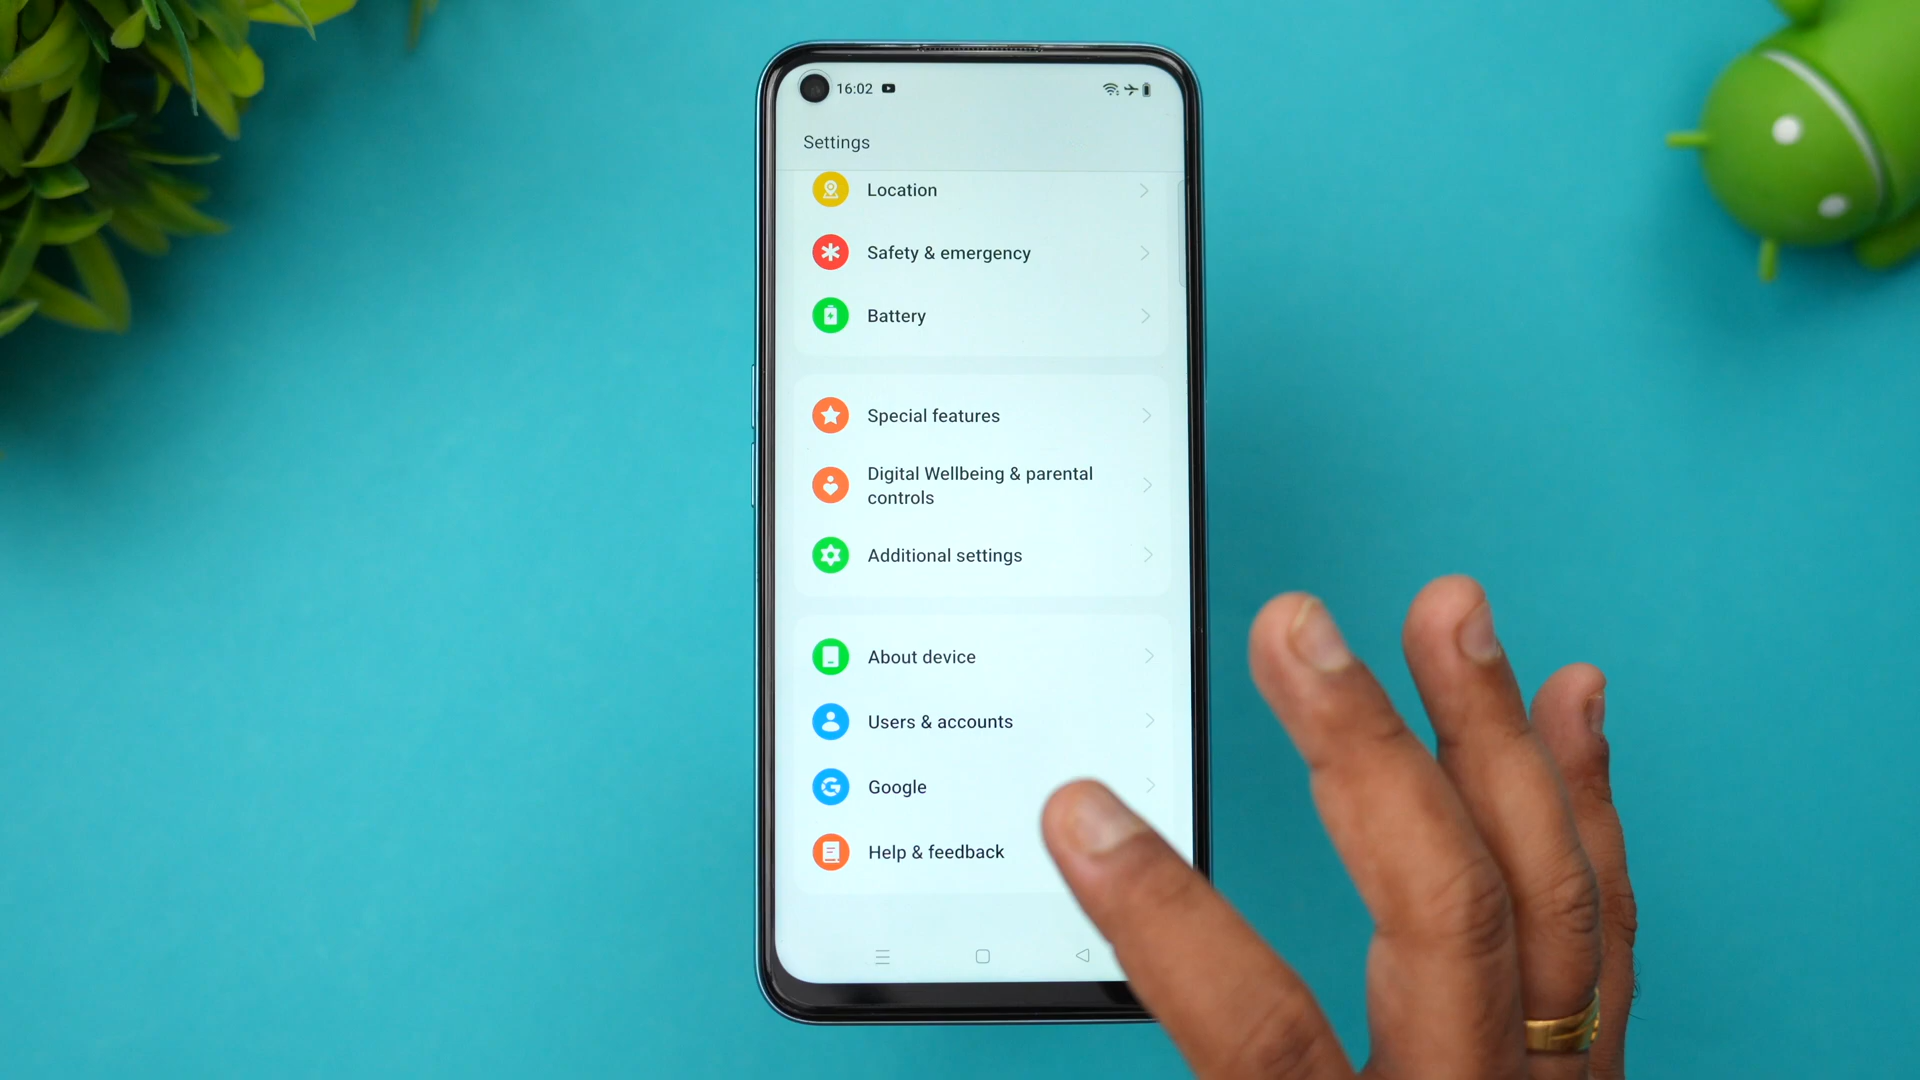 16:02
Settings
Location
Safety & emergency
Battery
Special features
Digital Wellbeing & parental
controls
Additional settings
About device
Users & accounts
Google
Help & feedback